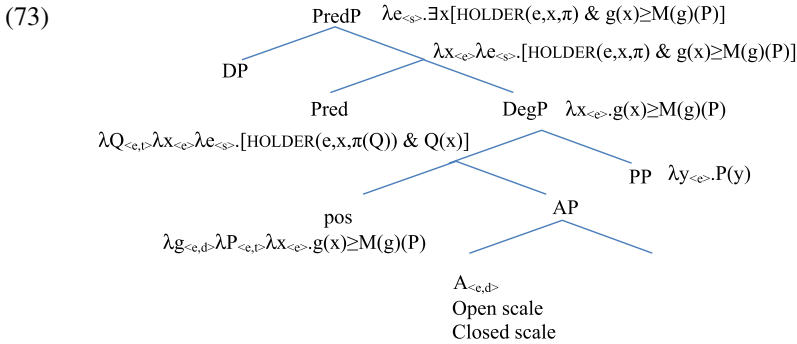 (73)
PredP λe<s>.∃x[HOLDER(e,x,π) & g(x)≥M(g)(P)]
λx<e>λe<s>.[HOLDER(e,x,π) & g(x)≥M(g)(P)]
DP
Pred DegP λx<e>.g(x)≥M(g)(P)
λQ<e,t>λx<e>λe<s>.[HOLDER(e,x,π(Q)) & Q(x)]
PP λy<e>.P(y)
pos AP
λg<e,d>λP<e,t>λx<e>.g(x)≥M(g)(P)
A<e,d>
Open scale
Closed scale